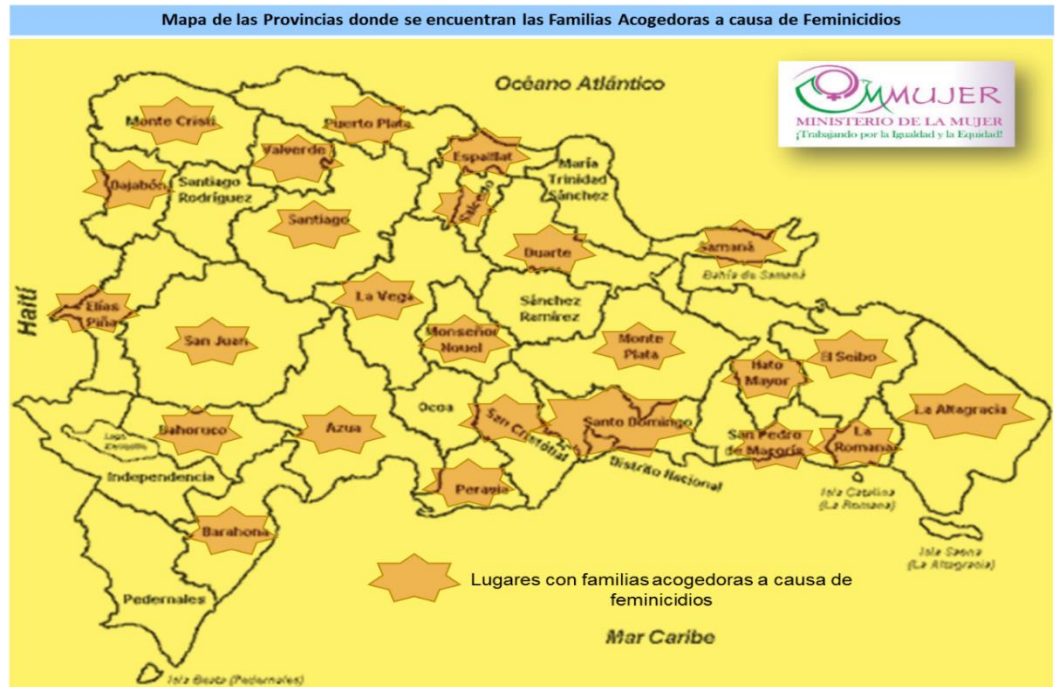 Mapa de las Provincias donde se encuentran las Familias Acogedoras a causa de Feminicidios
Océano Atlántico
MMUJER
MINISTERIO DE LA MUJER
¡Trabajando por la Igualdad y la Equidad!
Monte Cristi
Puerto Plata
Valverde
Espaillat
María
Trinidad
Sánchez
Dajabón
Santiago
Rodríguez
Salcedo
Santiago
Duarte
Samaná
Bahía de Samaná
Haití
Elías
Piña
La Vega
Sánchez
Ramírez
San Juan
Monseñor
Nouel
Monte
Plata
Hato
Mayor
El Seibo
La Altagracia
Bahoruco
Azua
Ocoa
San Cristóbal
Santo Domingo
San Pedro
de Macorís
La
Romana
Lago
Independencia
Peravia
Distrito Nacional
Isla Catalina
(La Romana)
Barahona
Isla Saona
(La Altagracia)
Pedernales
Lugares con familias acogedoras a causa de
feminicidios
Mar Caribe
Isla Beata (Pedernales)